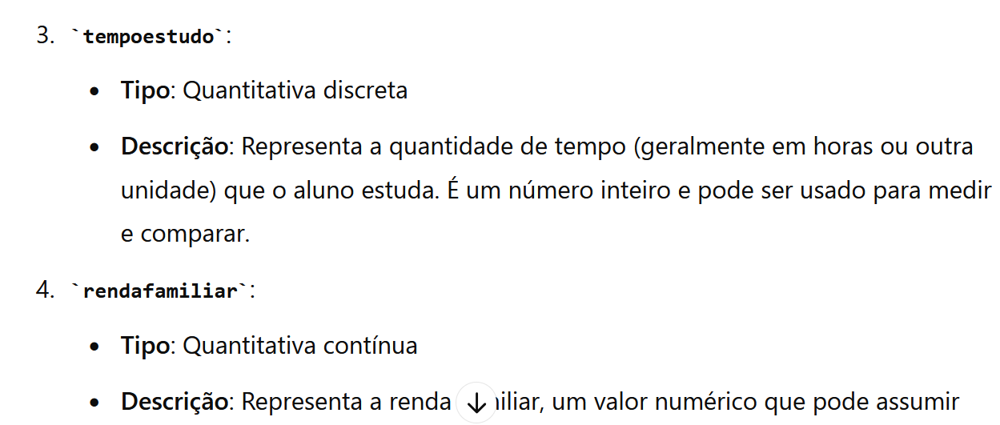 3. `tempoestudo`:
• Tipo: Quantitativa discreta
• Descrição: Representa a quantidade de tempo (geralmente em horas ou outra
unidade) que o aluno estuda. É um número inteiro e pode ser usado para medir
e comparar.
4. `rendafamiliar`:
• Tipo: Quantitativa contínua
• Descrição: Representa a renda iliar, um valor numérico que pode assumir